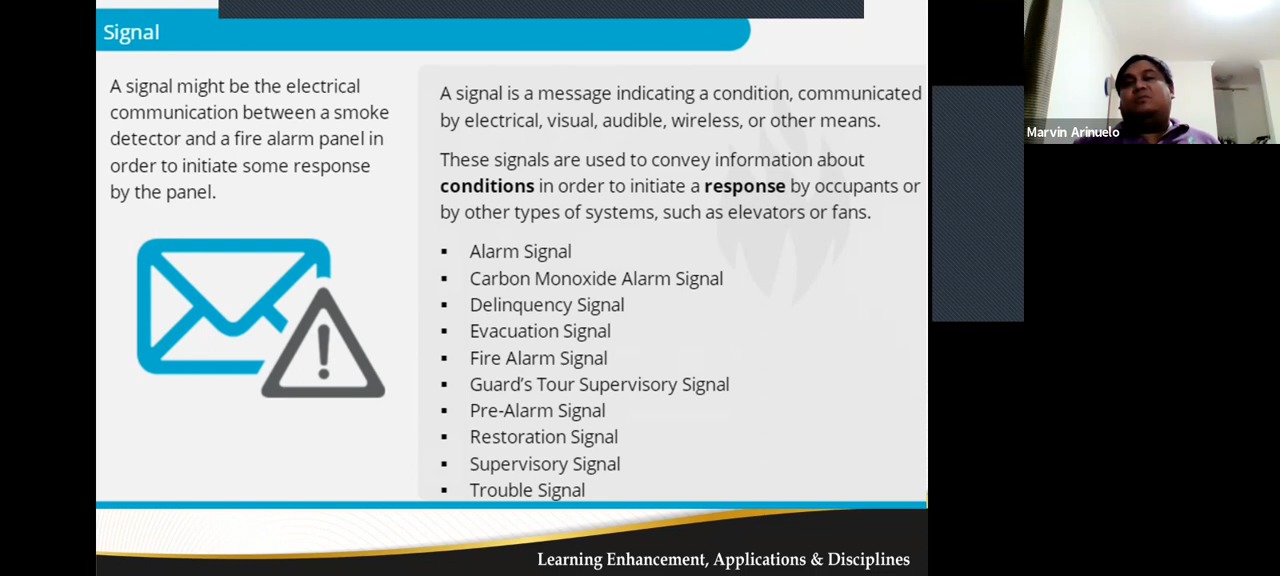 Signal
A signal might be the electrical
communication between a smoke
detector and a fire alarm panel in
order to initiate some response
by the panel.
A signal is a message indicating a condition, communicated
by electrical, visual, audible, wireless, or other means.
These signals are used to convey information about
conditions in order to initiate a response by occupants or
by other types of systems, such as elevators or fans.
▪ Alarm Signal
▪ Carbon Monoxide Alarm Signal
▪ Delinquency Signal
▪ Evacuation Signal
▪ Fire Alarm Signal
▪ Guard's Tour Supervisory Signal
▪ Pre-Alarm Signal
▪ Restoration Signal
▪ Supervisory Signal
▪ Trouble Signal
Learning Enhancement, Applications & Disciplines
Marvin Arinuelo